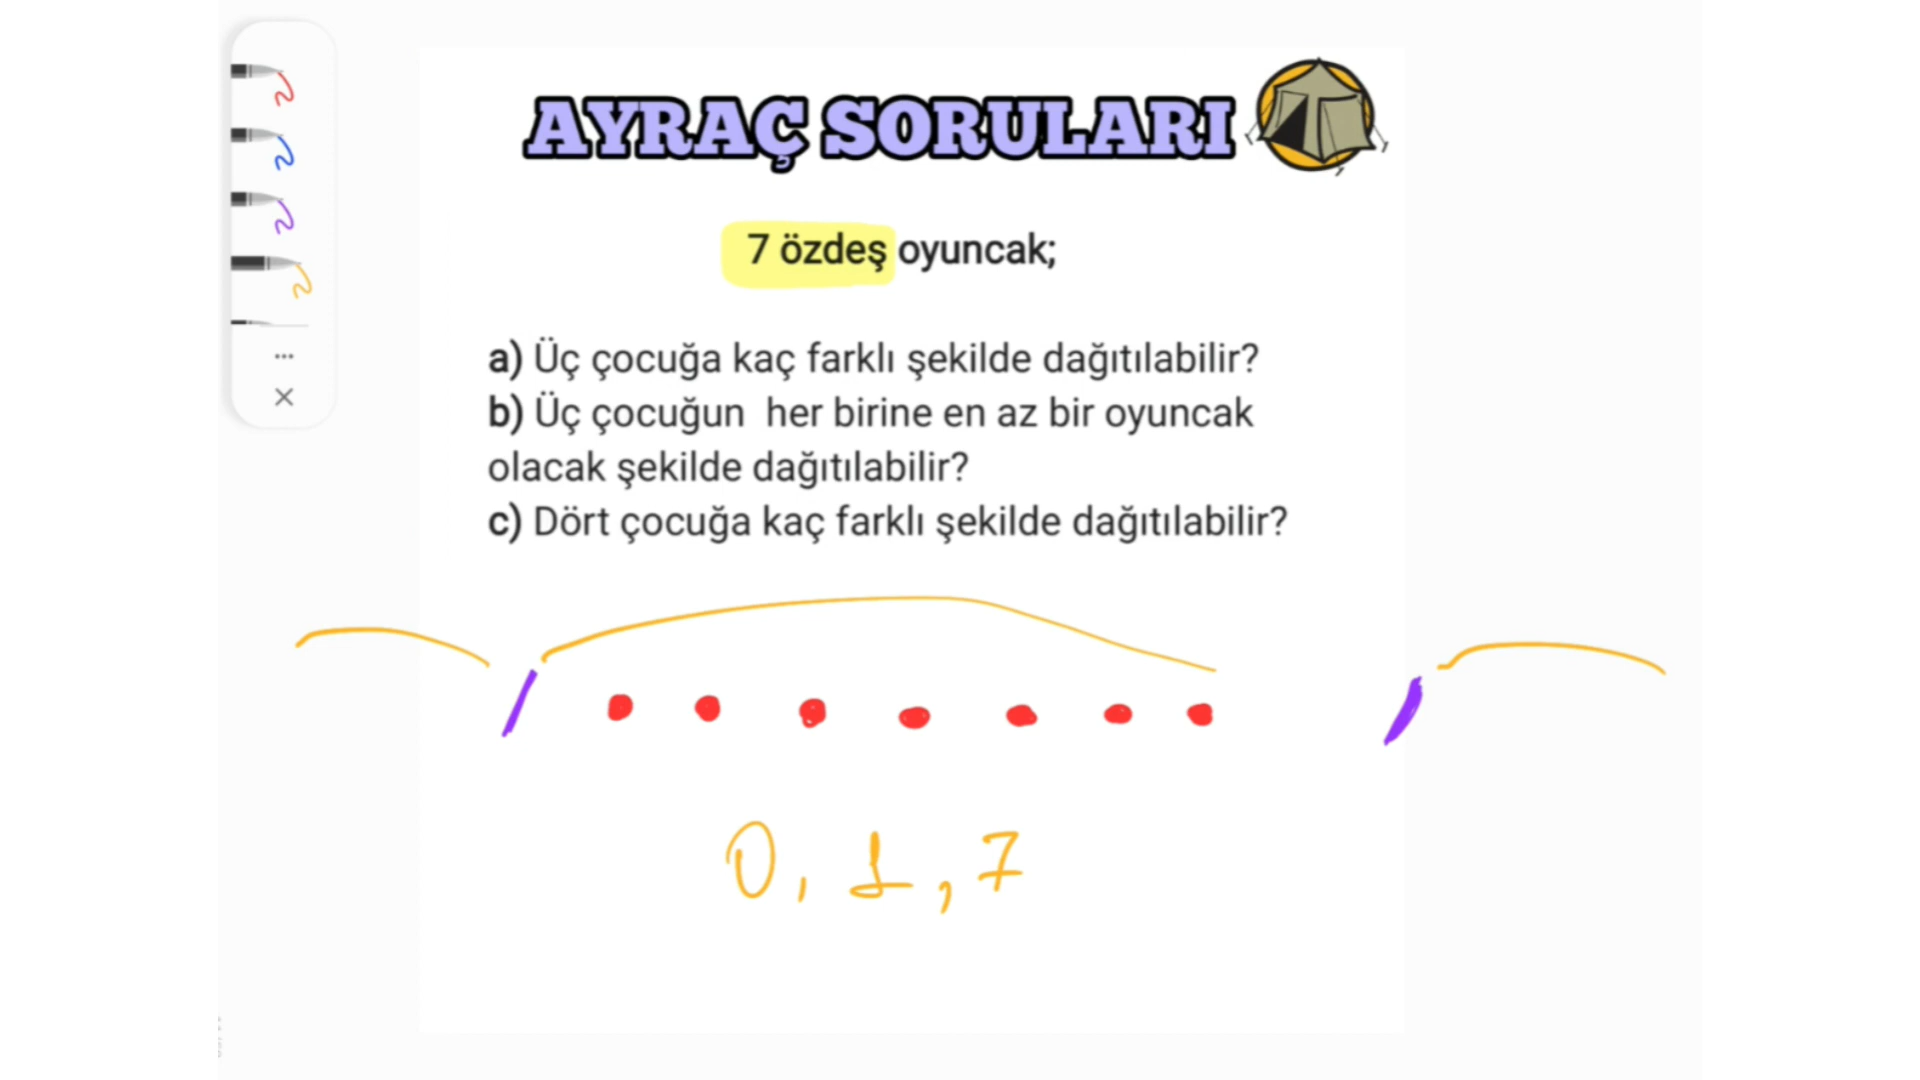 AYRAÇ SORULARI
7 özdeş oyuncak;
a) Üç çocuğa kaç farklı şekilde dağıtılabilir?
b) Üç çocuğun her birine en az bir oyuncak
olacak şekilde dağıtılabilir?
c) Dört çocuğa kaç farklı şekilde dağıtılabilir?
0, 1, 7